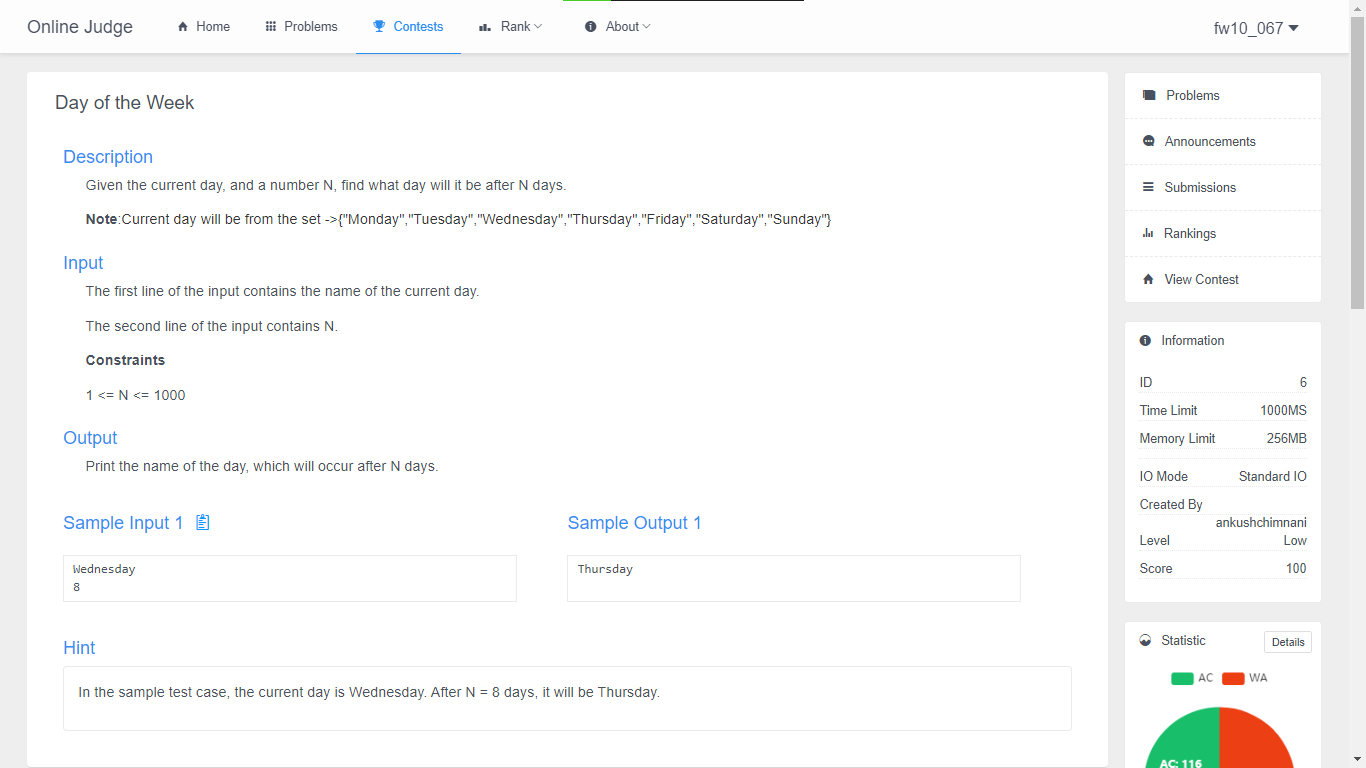 Online Judge
Home
Problems
Contests
Rank
About
fw10_067
Day of the Week
Description
Given the current day, and a number N, find what day will it be after N days.
Note:Current day will be from the set ->{"Monday","Tuesday","Wednesday","Thursday","Friday","Saturday","Sunday"}
Input
The first line of the input contains the name of the current day.
The second line of the input contains N.
Constraints
1 <= N <= 1000
Output
Print the name of the day, which will occur after N days.
Sample Input 1
Wednesday
8
Sample Output 1
Thursday
Hint
In the sample test case, the current day is Wednesday. After N = 8 days, it will be Thursday.
Problems
Announcements
Submissions
Rankings
View Contest
Information
ID 6
Time Limit 1000MS
Memory Limit 256MB
IO Mode Standard IO
Created By
ankushchimnani
Level Low
Score 100
Statistic
Details
AC WA
AC: 116